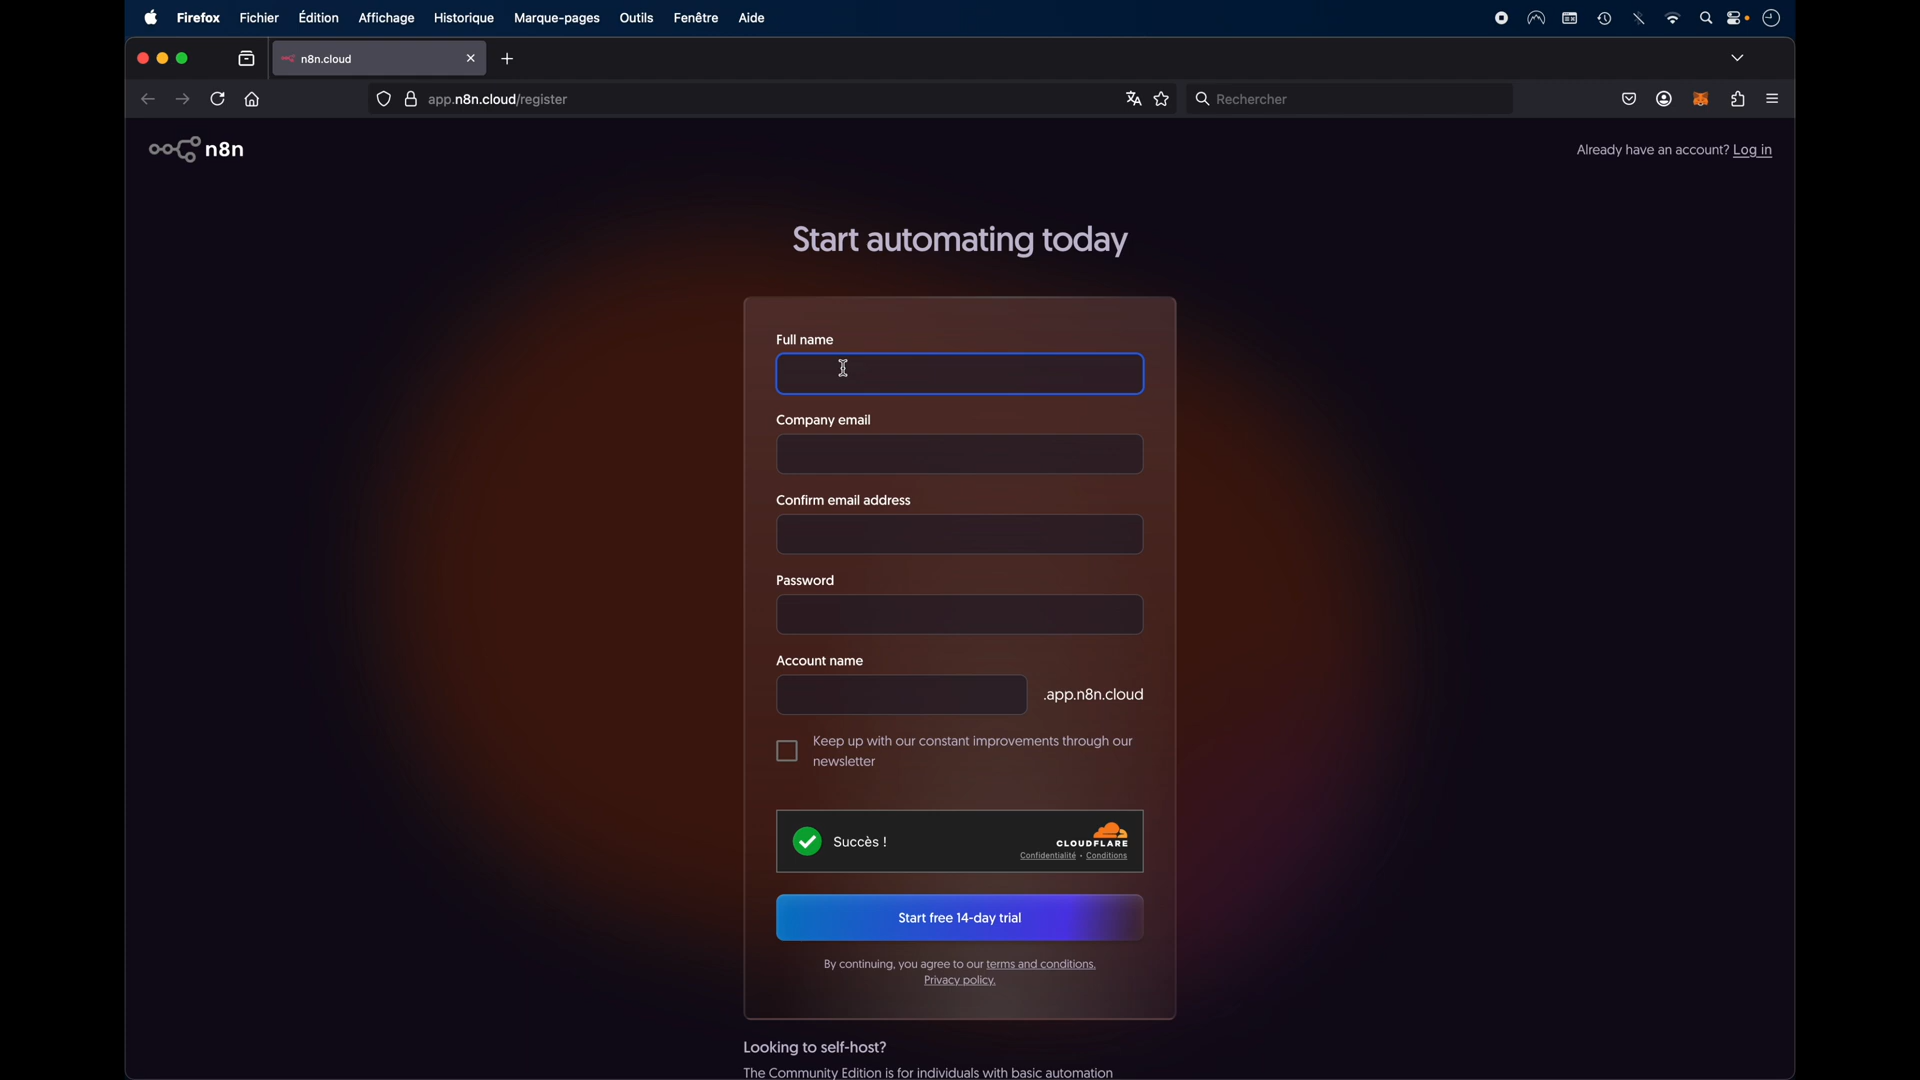 Firefox Fichier Édition Affichage Historique Marque-pages Outils Fenêtre Aide
n8n.cloud
app.n8n.cloud/register
Rechercher
n8n
Already have an account? Log in
Start automating today
Full name
Company email
Confirm email address
Password
Account name
.app.n8n.cloud
Keep up with our constant improvements through our
newsletter
Succès !
CLOUDFLARE
Confidentialité • Conditions
Start free 14-day trial
By continuing, you agree to our terms and conditions.
Privacy policy.
Looking to self-host?
The Community Edition is for individuals with basic automation